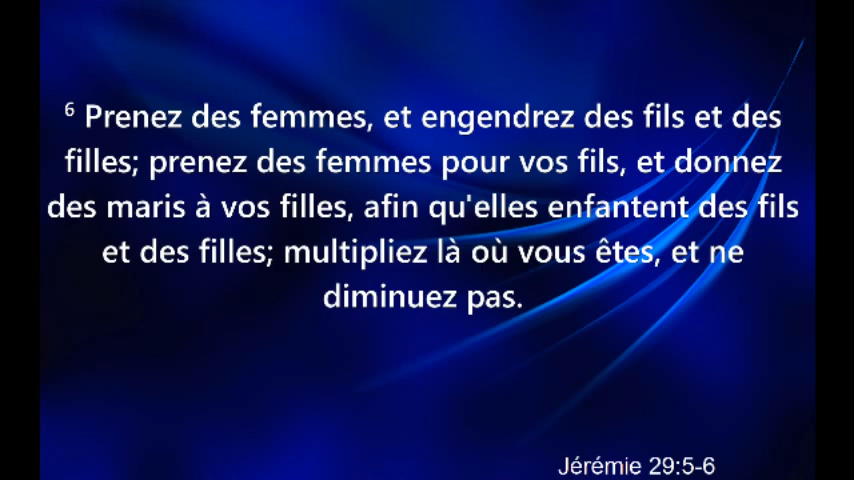 ⁶ Prenez des femmes, et engendrez des fils et des
filles; prenez des femmes pour vos fils, et donnez
des maris à vos filles, afin qu'elles enfantent des fils
et des filles; multipliez là où vous êtes, et ne
diminuez pas.
Jérémie 29:5-6